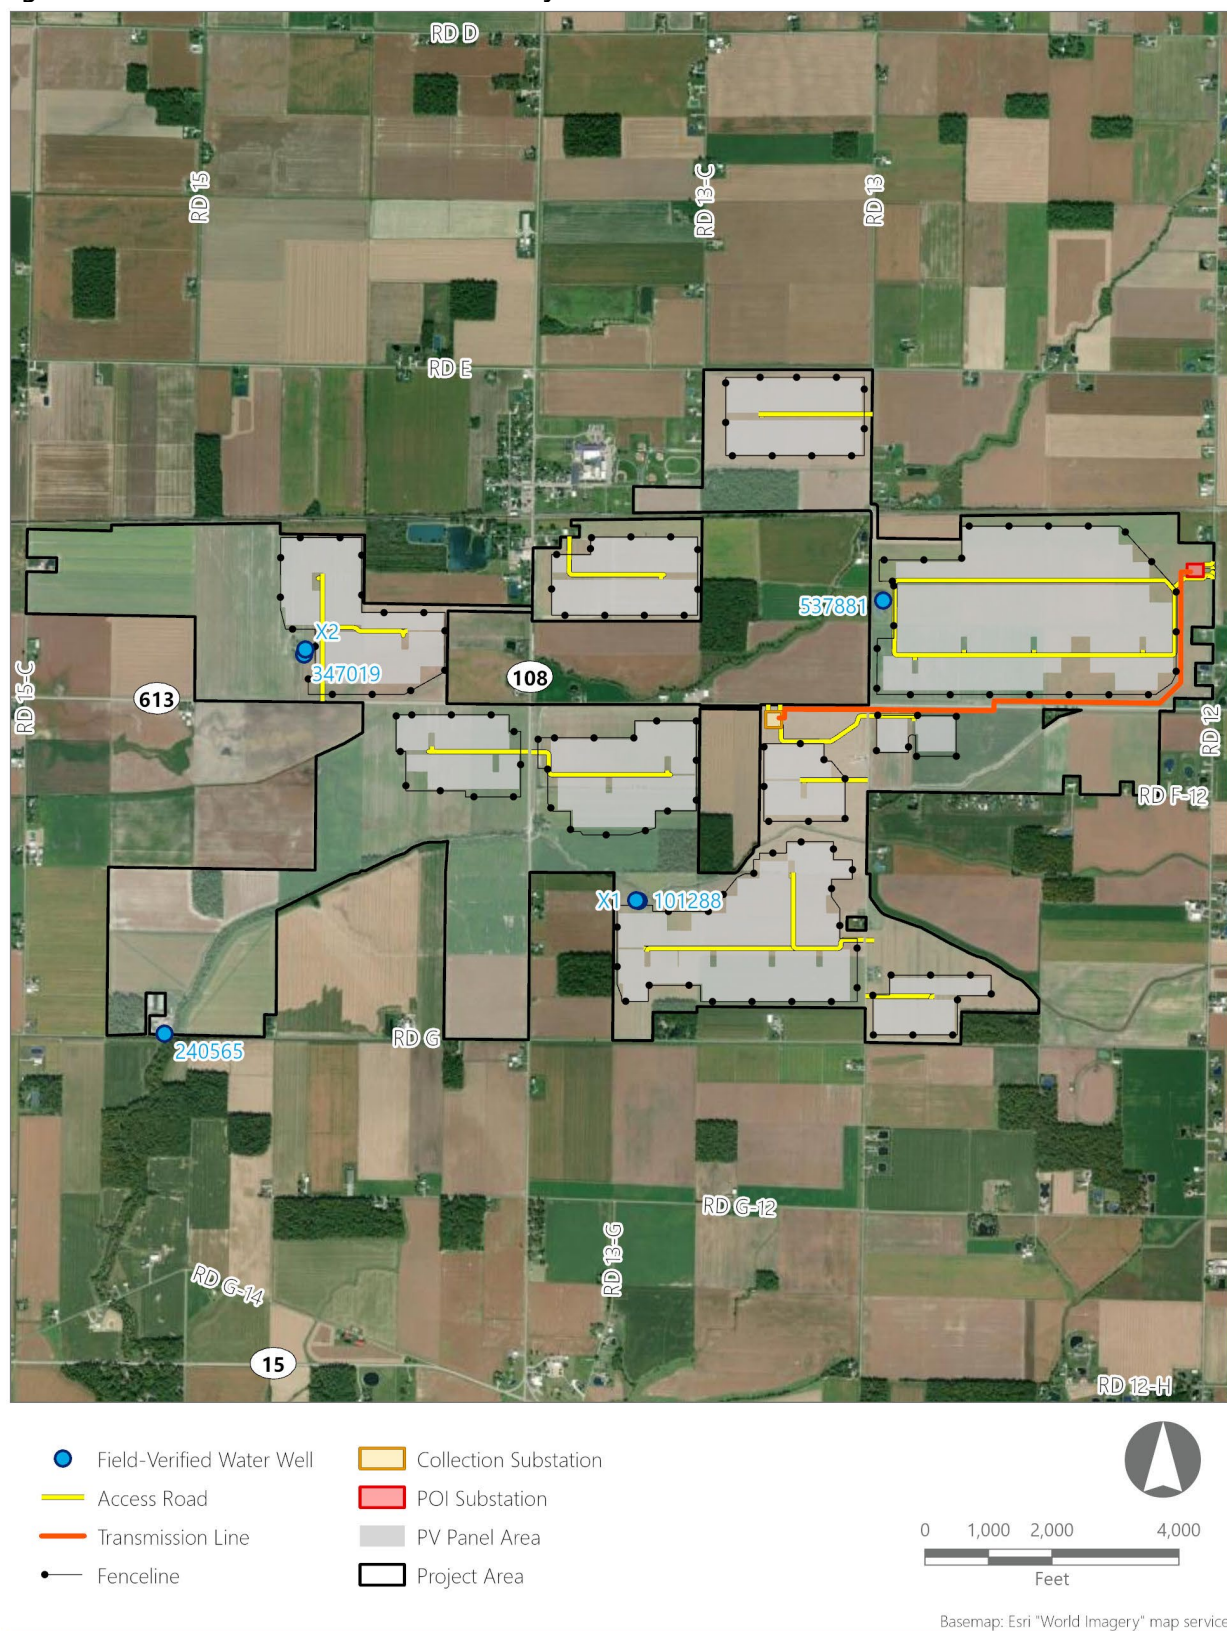 RD D
RD 15
RD 13-C
RD 13
RD E
537881
X2
347019
108
613
RD 15-C
RD 12
RD F-12
X1
101288
240565
RD G
RD G-12
RD 13-G
RD G-14
15
RD 12-H
Field-Verified Water Well
Access Road
Transmission Line
Fenceline
Collection Substation
POI Substation
PV Panel Area
Project Area
0 1,000 2,000 4,000
Feet
Basemap: Esri "World Imagery" map service